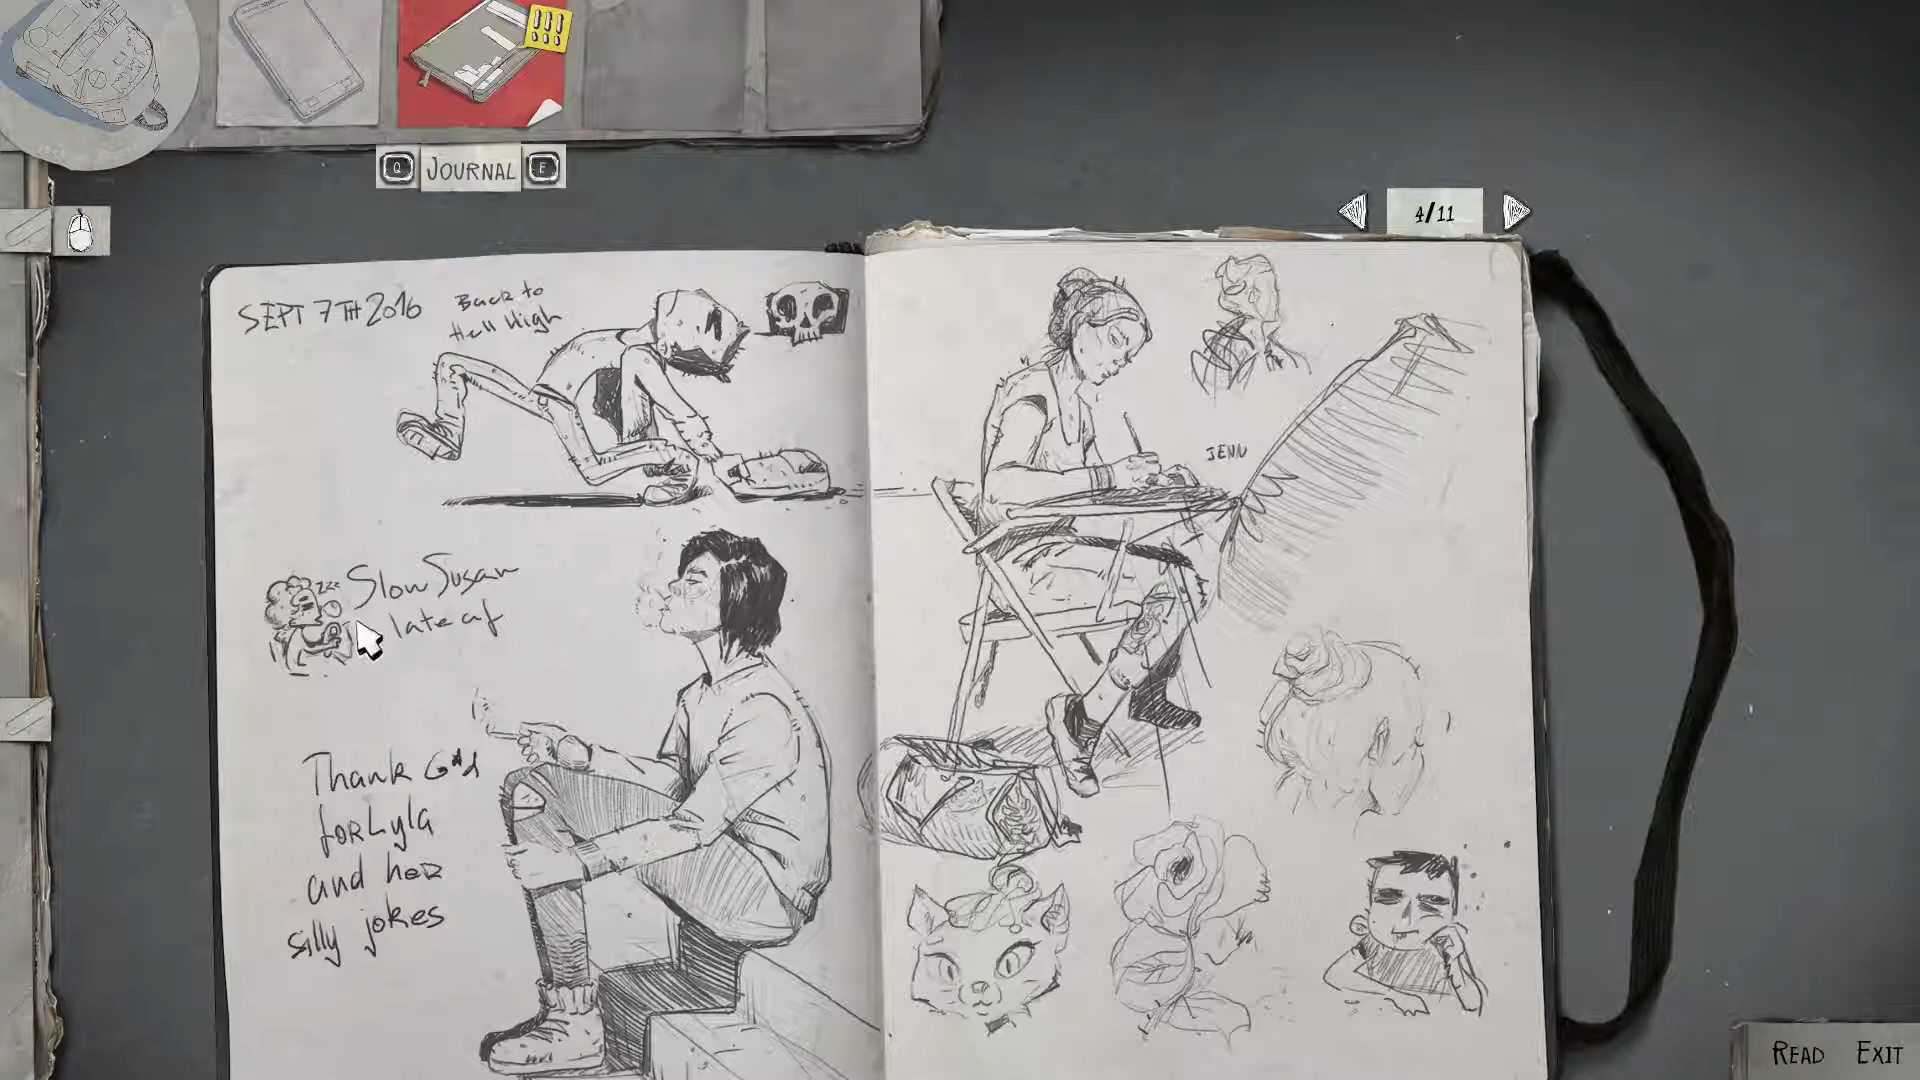 Q JOURNAL E
4/11
SEPT 7TH 2016
Back to
Hell High
JENN
zzz
Slow Susan
late af
Thank G*d
for Lyla
and her
silly jokes
READ EXIT